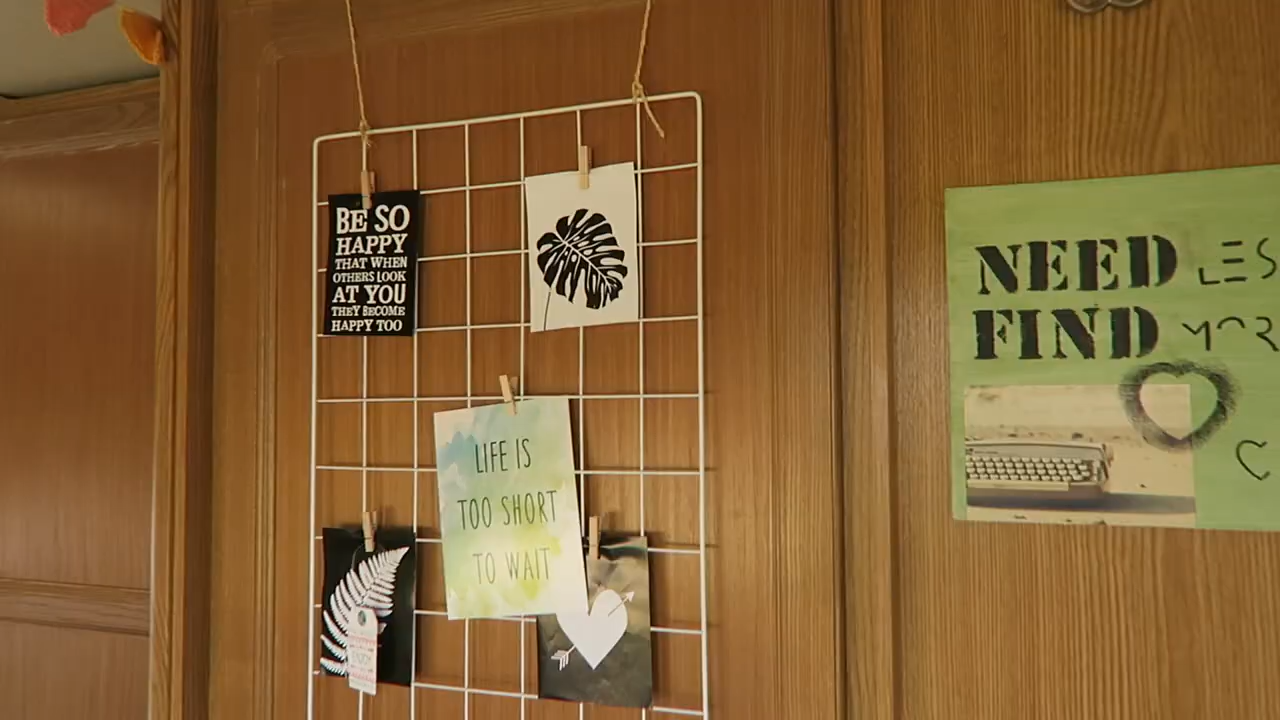 BE SO
HAPPY
THAT WHEN
OTHERS LOOK
AT YOU
THEY BECOME
HAPPY TOO
LIFE IS
TOO SHORT
TO WAIT
NEED LES
FIND MOR